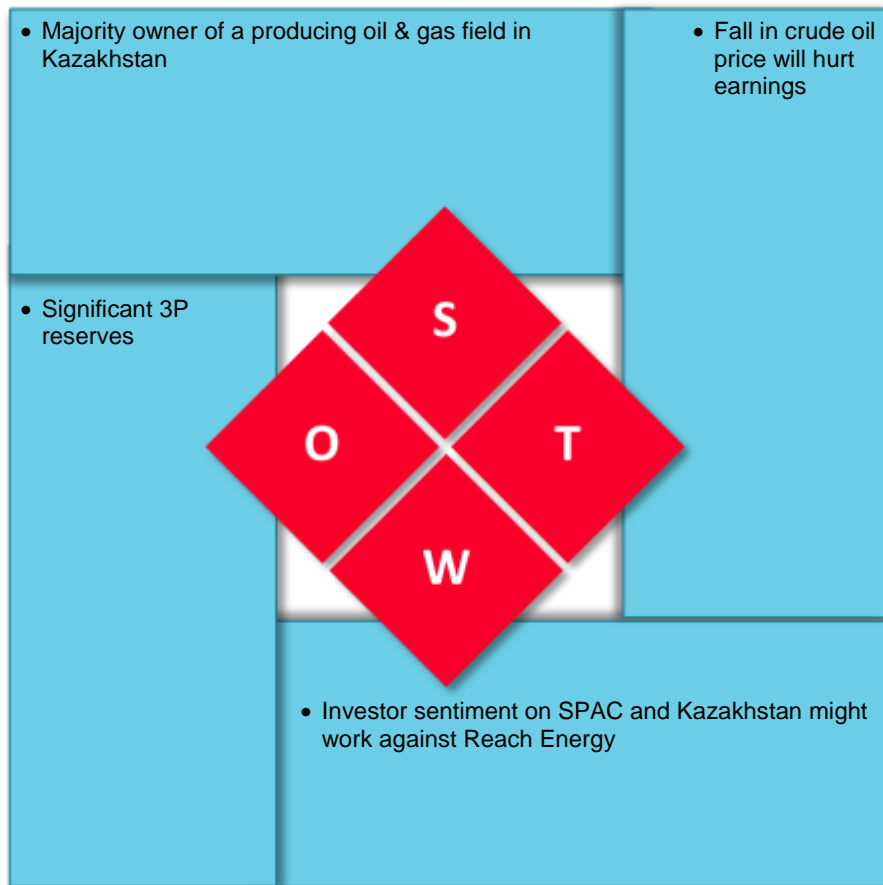 • Majority owner of a producing oil & gas field in
Kazakhstan
• Fall in crude oil
price will hurt
earnings
• Significant 3P
reserves
S
O
T
W
• Investor sentiment on SPAC and Kazakhstan might
work against Reach Energy